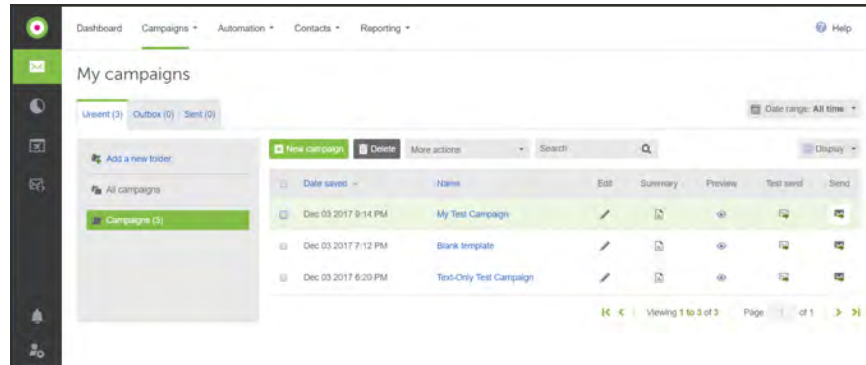 Dashboard Campaigns Automation Contacts Reporting Help
My campaigns
Unsent (3) Outbox (0) Sent (0) Date range: All time
Add a new folder
All campaigns
Campaigns (3)
New campaign Delete More actions Search Display
Date saved Name Edit Summary Preview Test send Send
Dec 03 2017 9:14 PM My Test Campaign
Dec 03 2017 7:12 PM Blank template
Dec 03 2017 6:20 PM Text-Only Test Campaign
Viewing 1 to 3 of 3 Page 1 of 1